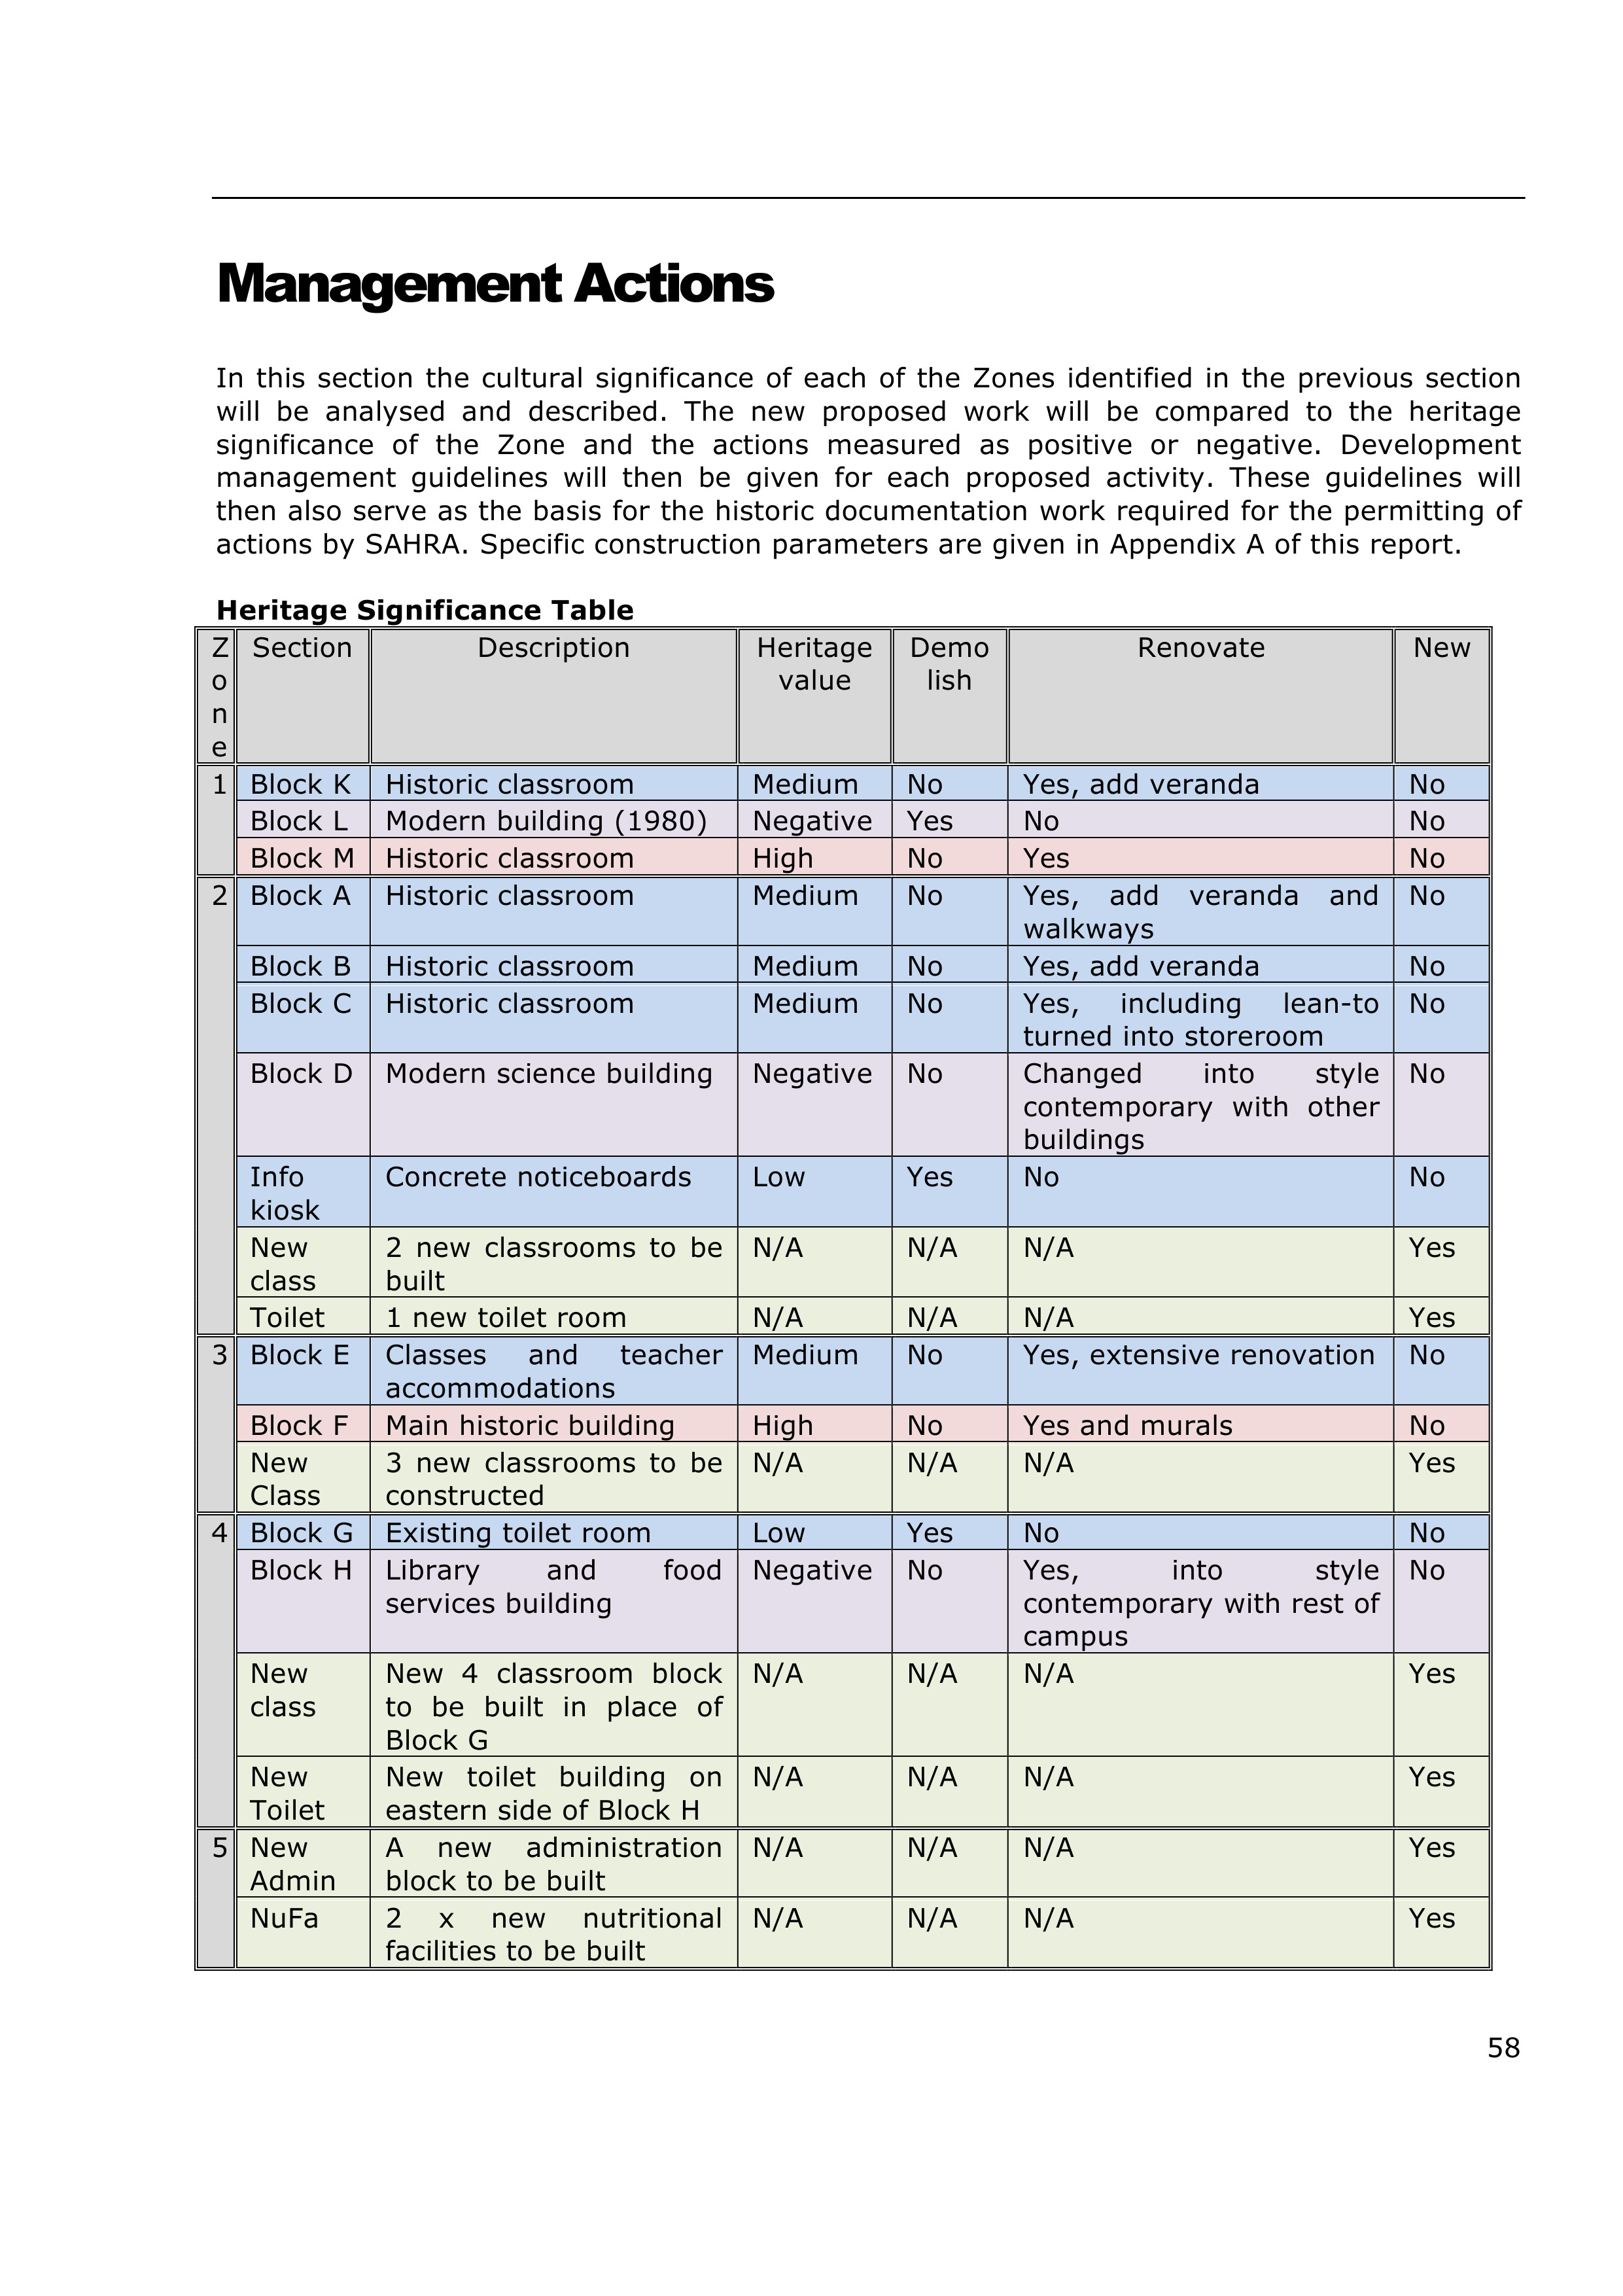 Management Actions
In this section the cultural significance of each of the Zones identified in the previous section
will be analysed and described. The new proposed work will be compared to the heritage
significance of the Zone and the actions measured as positive or negative. Development
management guidelines will then be given for each proposed activity. These guidelines will
then also serve as the basis for the historic documentation work required for the permitting of
actions by SAHRA. Specific construction parameters are given in Appendix A of this report.
Heritage Significance Table
Zone Section Description Heritage value Demolish Renovate New
1 Block K Historic classroom Medium No Yes, add veranda No
Block L Modern building (1980) Negative Yes No No
Block M Historic classroom High No Yes No
2 Block A Historic classroom Medium No Yes, add veranda and walkways No
Block B Historic classroom Medium No Yes, add veranda No
Block C Historic classroom Medium No Yes, including lean-to turned into storeroom No
Block D Modern science building Negative No Changed into style contemporary with other buildings No
Info kiosk Concrete noticeboards Low Yes No No
New class 2 new classrooms to be built N/A N/A N/A Yes
Toilet 1 new toilet room N/A N/A N/A Yes
3 Block E Classes and teacher accommodations Medium No Yes, extensive renovation No
Block F Main historic building High No Yes and murals No
New Class 3 new classrooms to be constructed N/A N/A N/A Yes
4 Block G Existing toilet room Low Yes No No
Block H Library and food services building Negative No Yes, into style contemporary with rest of campus No
New class New 4 classroom block to be built in place of Block G N/A N/A N/A Yes
New Toilet New toilet building on eastern side of Block H N/A N/A N/A Yes
5 New Admin A new administration block to be built N/A N/A N/A Yes
NuFa 2 x new nutritional facilities to be built N/A N/A N/A Yes
58